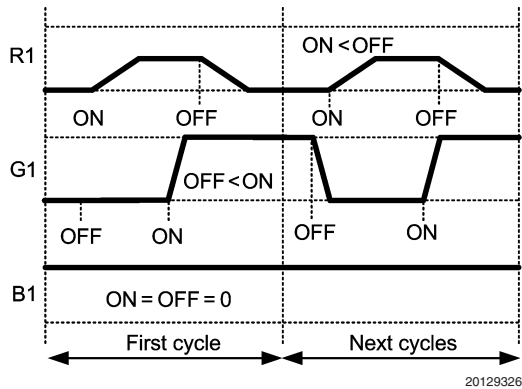 R1
ON < OFF
ON OFF ON OFF
G1
OFF < ON
OFF ON OFF ON
B1
ON = OFF = 0
First cycle Next cycles
20129326